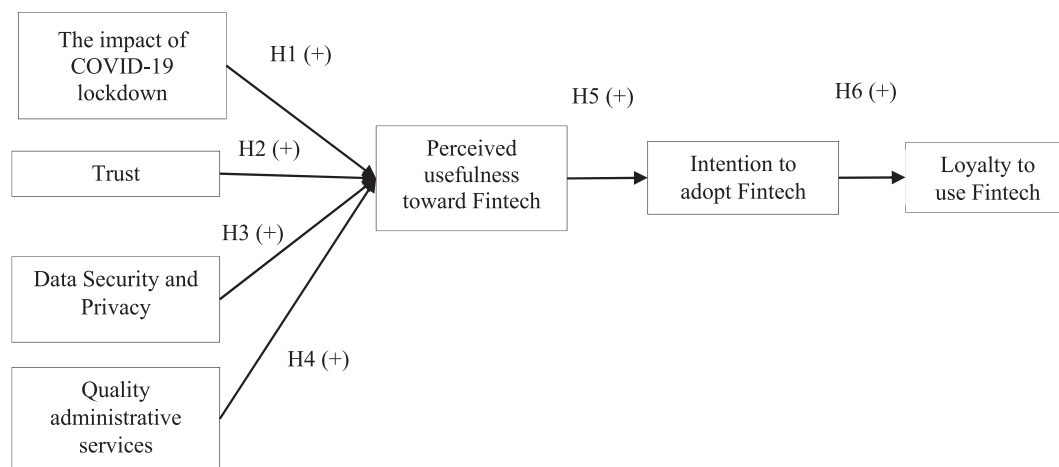 The impact of
COVID-19
lockdown
H1 (+)
Trust
H2 (+)
Data Security and
Privacy
H3 (+)
Quality
administrative
services
H4 (+)
Perceived
usefulness
toward Fintech
H5 (+)
Intention to
adopt Fintech
H6 (+)
Loyalty to
use Fintech